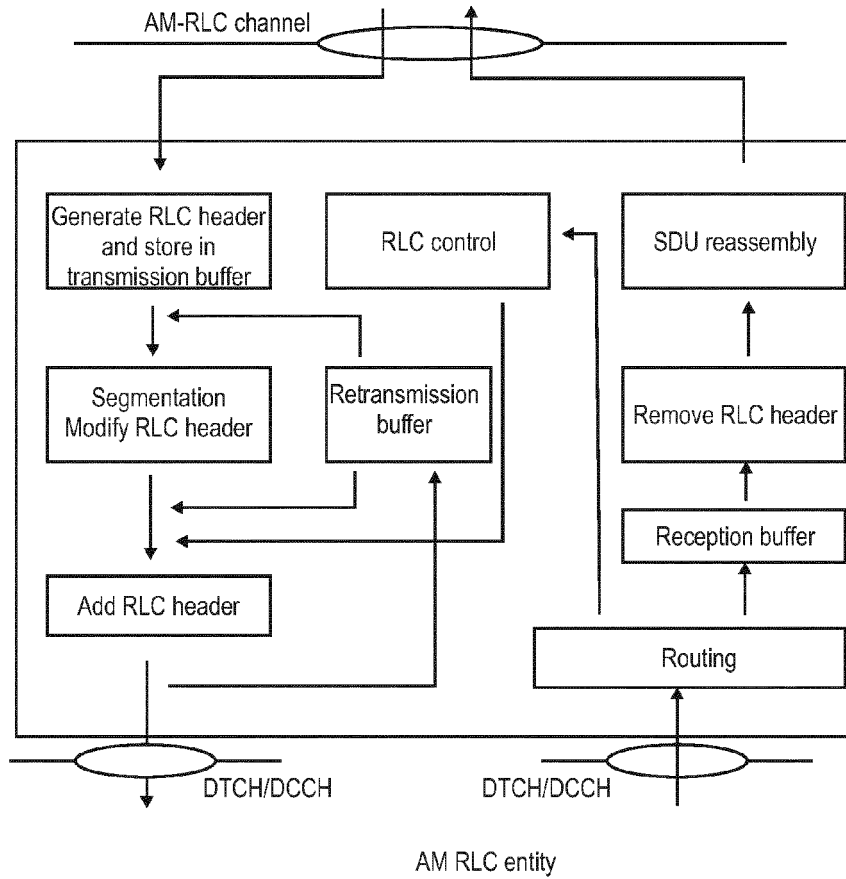 AM-RLC channel
Generate RLC header
and store in
transmission buffer
RLC control
SDU reassembly
Segmentation
Modify RLC header
Retransmission
buffer
Remove RLC header
Reception buffer
Add RLC header
Routing
DTCH/DCCH
DTCH/DCCH
AM RLC entity